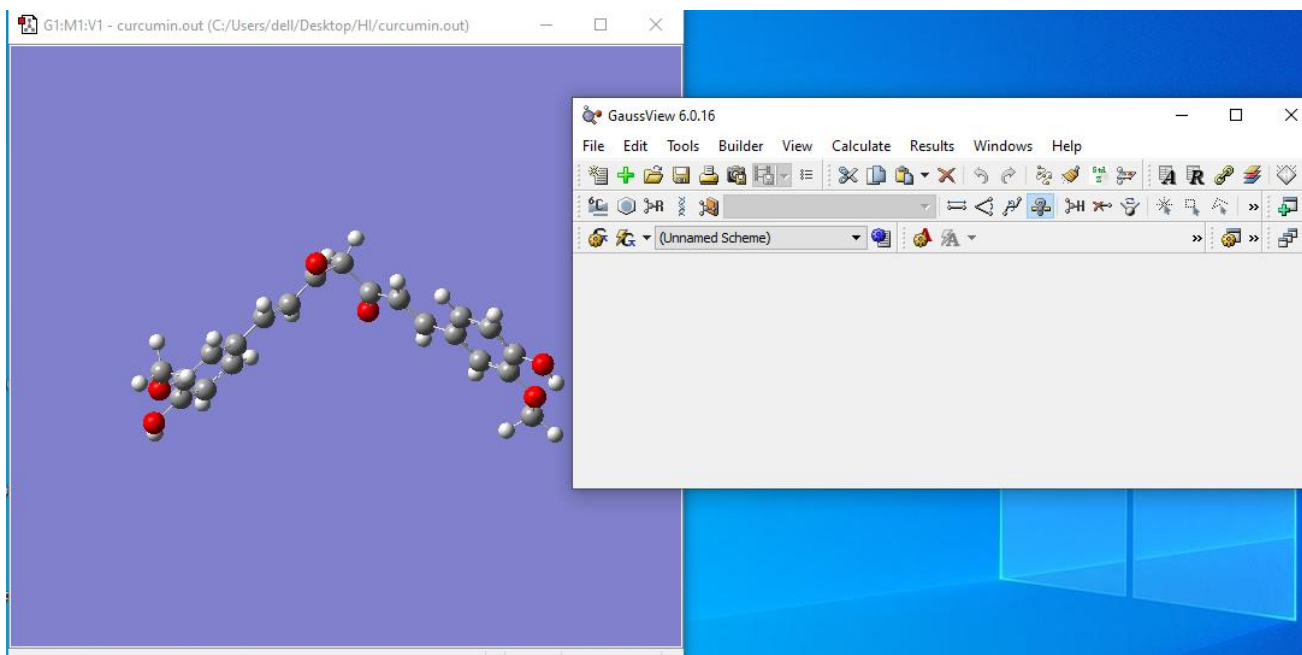 G1:M1:V1 - curcumin.out (C:/Users/dell/Desktop/HI/curcumin.out)
GaussView 6.0.16
File Edit Tools Builder View Calculate Results Windows Help
(Unnamed Scheme)